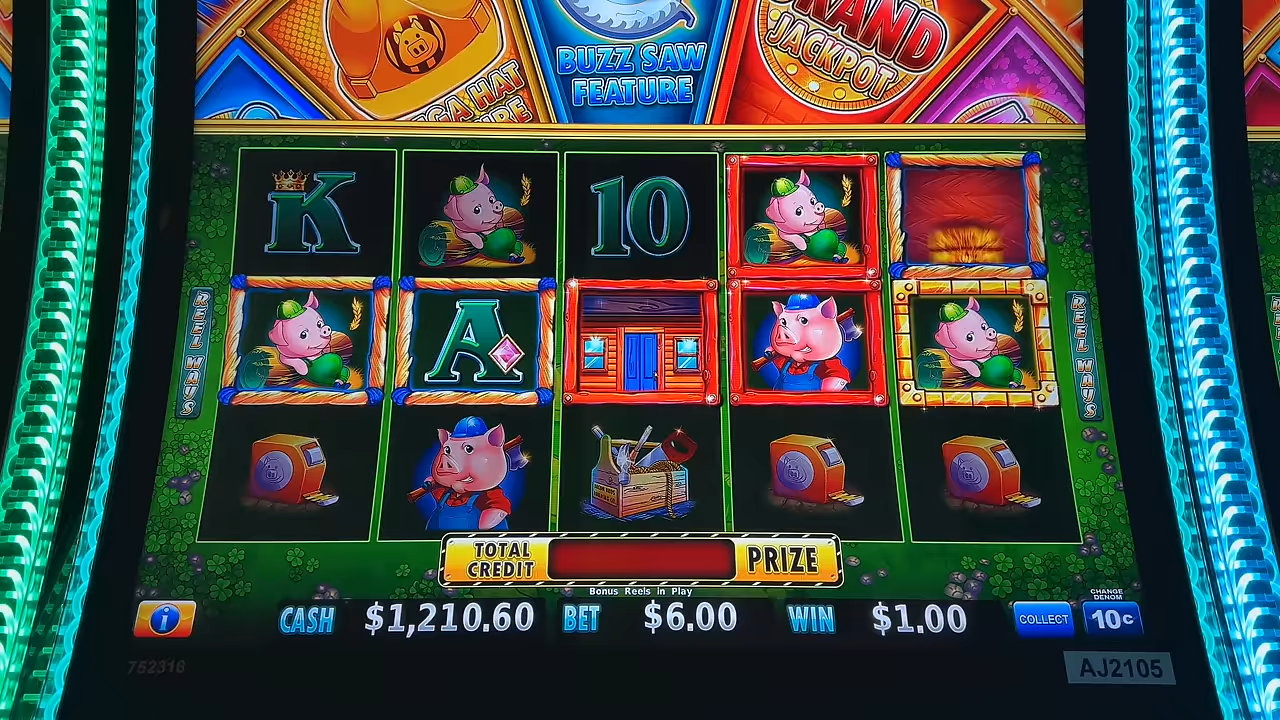 BUZZ SAW
FEATURE
GRAND
JACKPOT
HAT
K
10
A
REEL WAYS
REEL WAYS
TOTAL
CREDIT
PRIZE
Bonus Reels in Play
CASH $1,210.60 BET $6.00 WIN $1.00
COLLECT
CHANGE
DENOM
10¢
752316
AJ2105